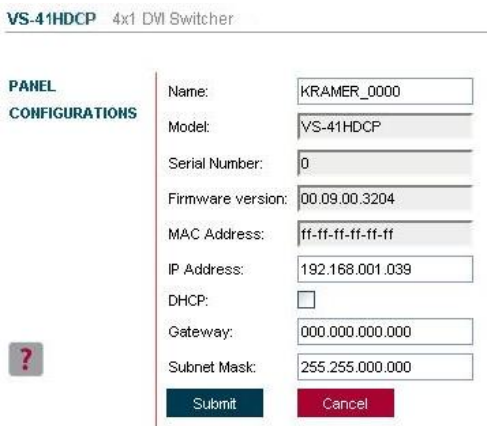 VS-41HDCP 4x1 DVI Switcher
PANEL
CONFIGURATIONS
Name: KRAMER_0000
Model: VS-41HDCP
Serial Number: 0
Firmware version: 00.09.00.3204
MAC Address: ff-ff-ff-ff-ff-ff
IP Address: 192.168.001.039
DHCP:
Gateway: 000.000.000.000
Subnet Mask: 255.255.000.000
?
Submit Cancel